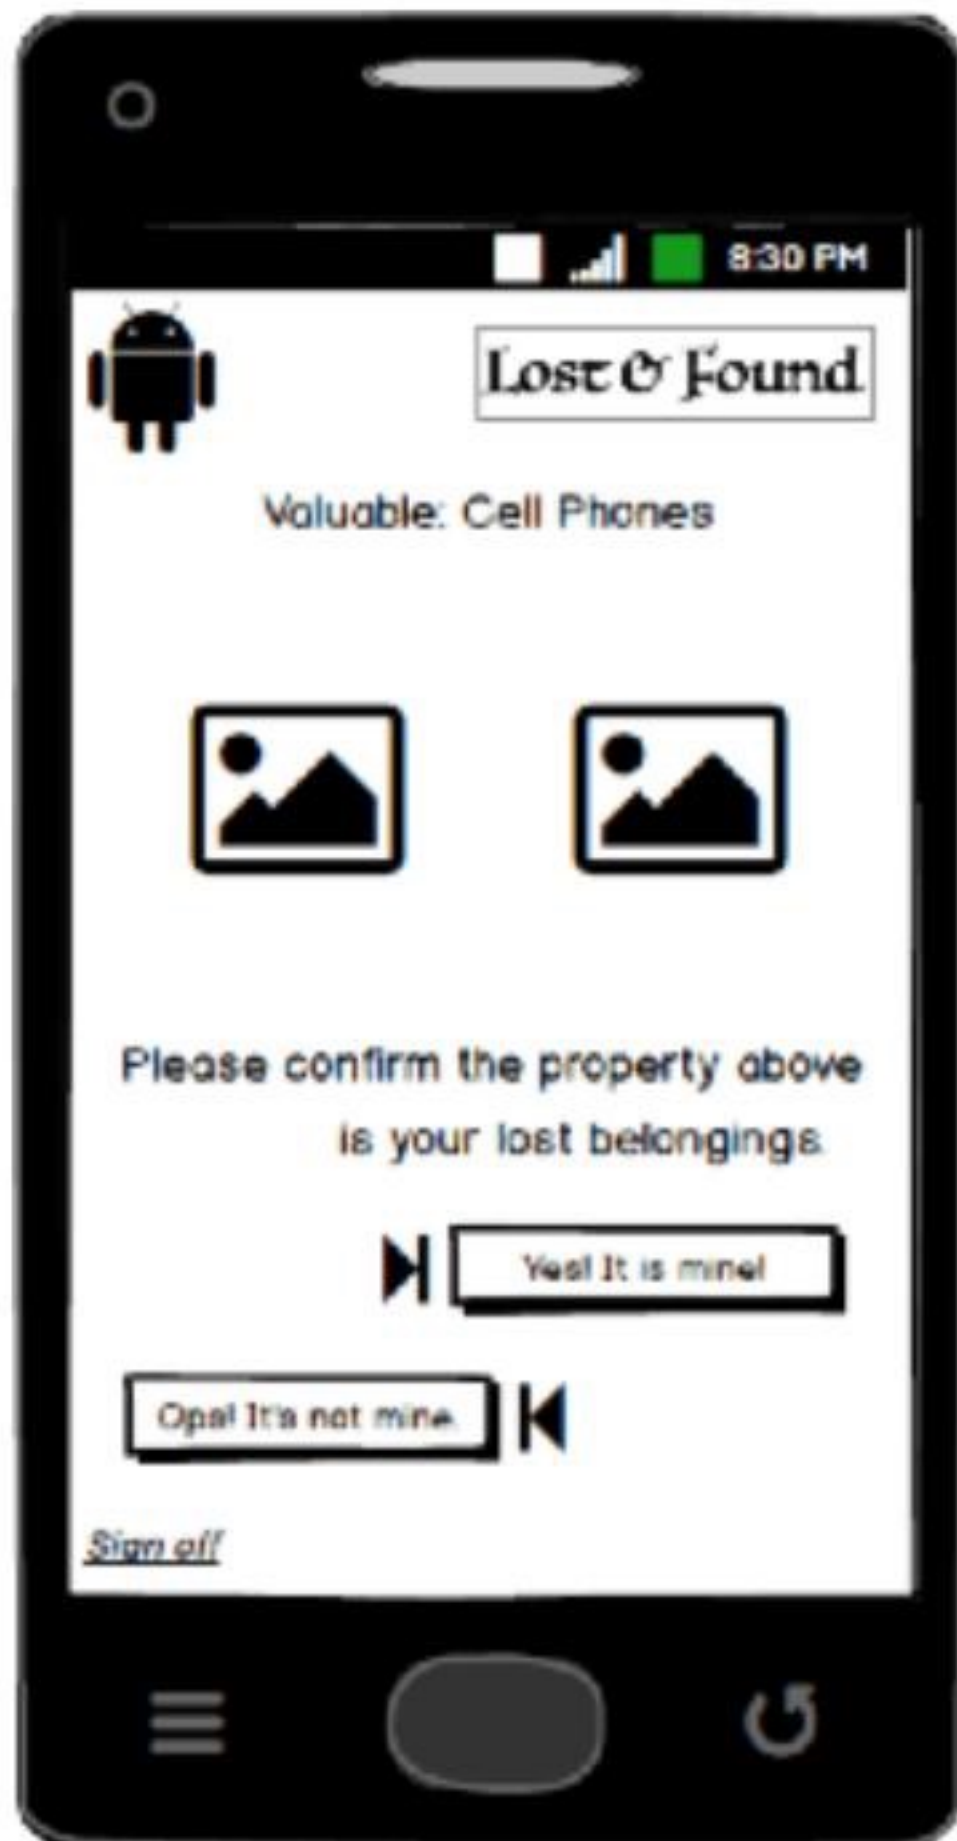 8:30 PM
Lost & Found
Valuable: Cell Phones
Please confirm the property above
is your lost belongings.
Yes! It is mine!
Ops! It's not mine.
Sign off